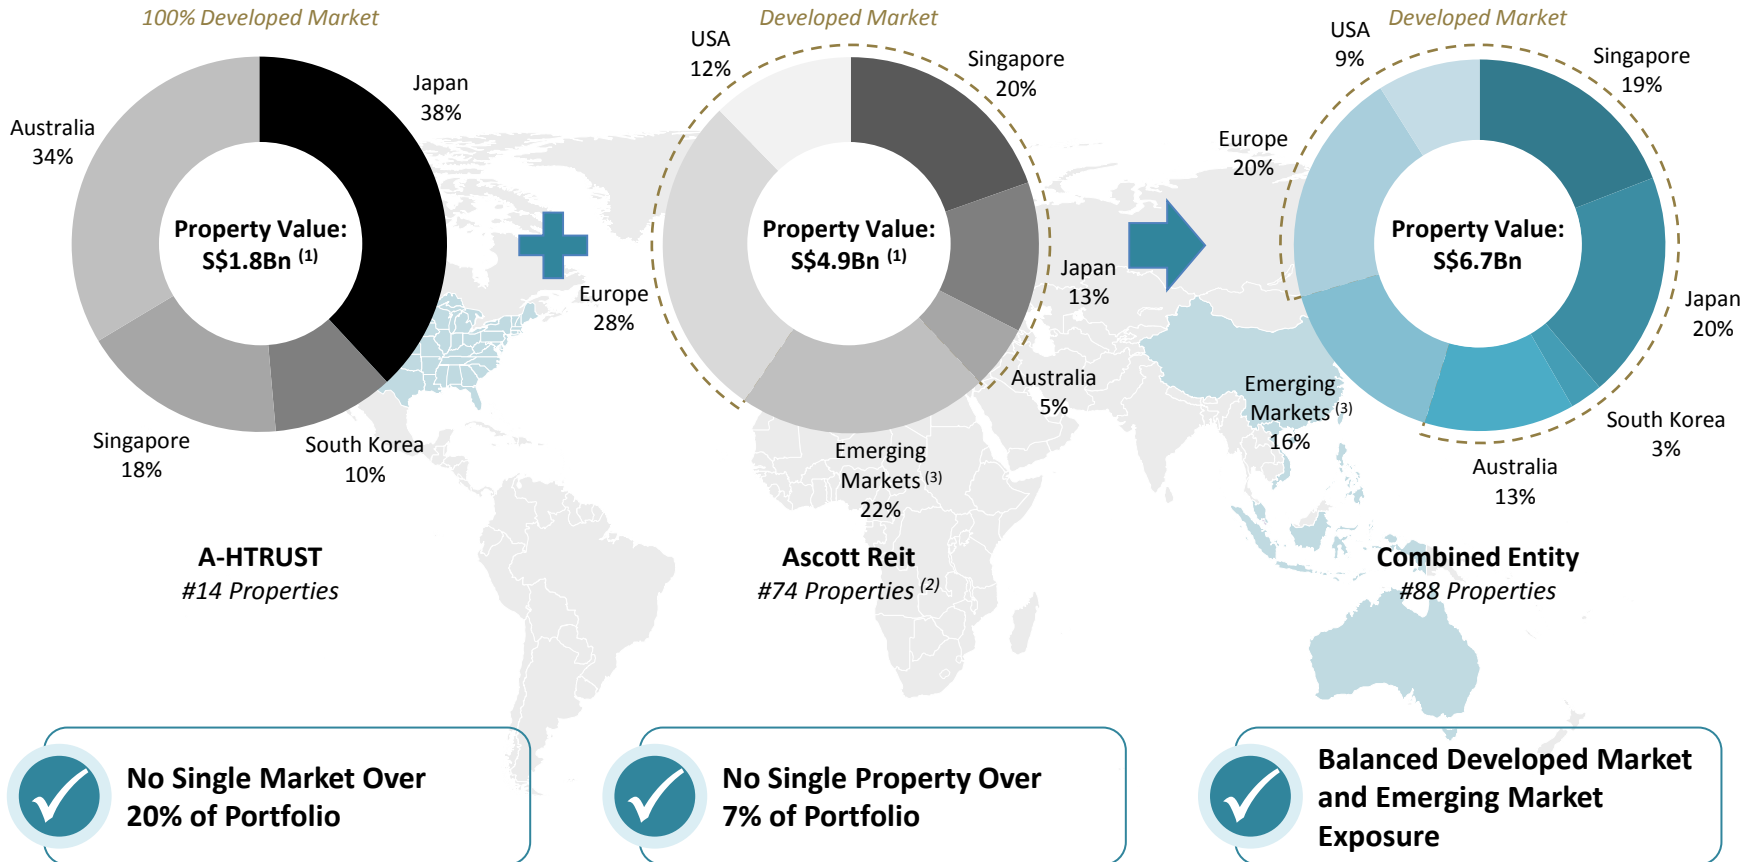 100% Developed Market
Japan
38%
Australia
34%
Property Value:
S$1.8Bn (1)
Singapore
18%
South Korea
10%
A-HTRUST
#14 Properties
Developed Market
USA
12%
Singapore
20%
Property Value:
S$4.9Bn (1)
Japan
13%
Europe
28%
Australia
5%
Emerging
Markets (3)
22%
Ascott Reit
#74 Properties (2)
Developed Market
USA
9%
Singapore
19%
Europe
20%
Property Value:
S$6.7Bn
Japan
20%
Emerging
Markets (3)
16%
South Korea
3%
Australia
13%
Combined Entity
#88 Properties
No Single Market Over
20% of Portfolio
No Single Property Over
7% of Portfolio
Balanced Developed Market
and Emerging Market
Exposure